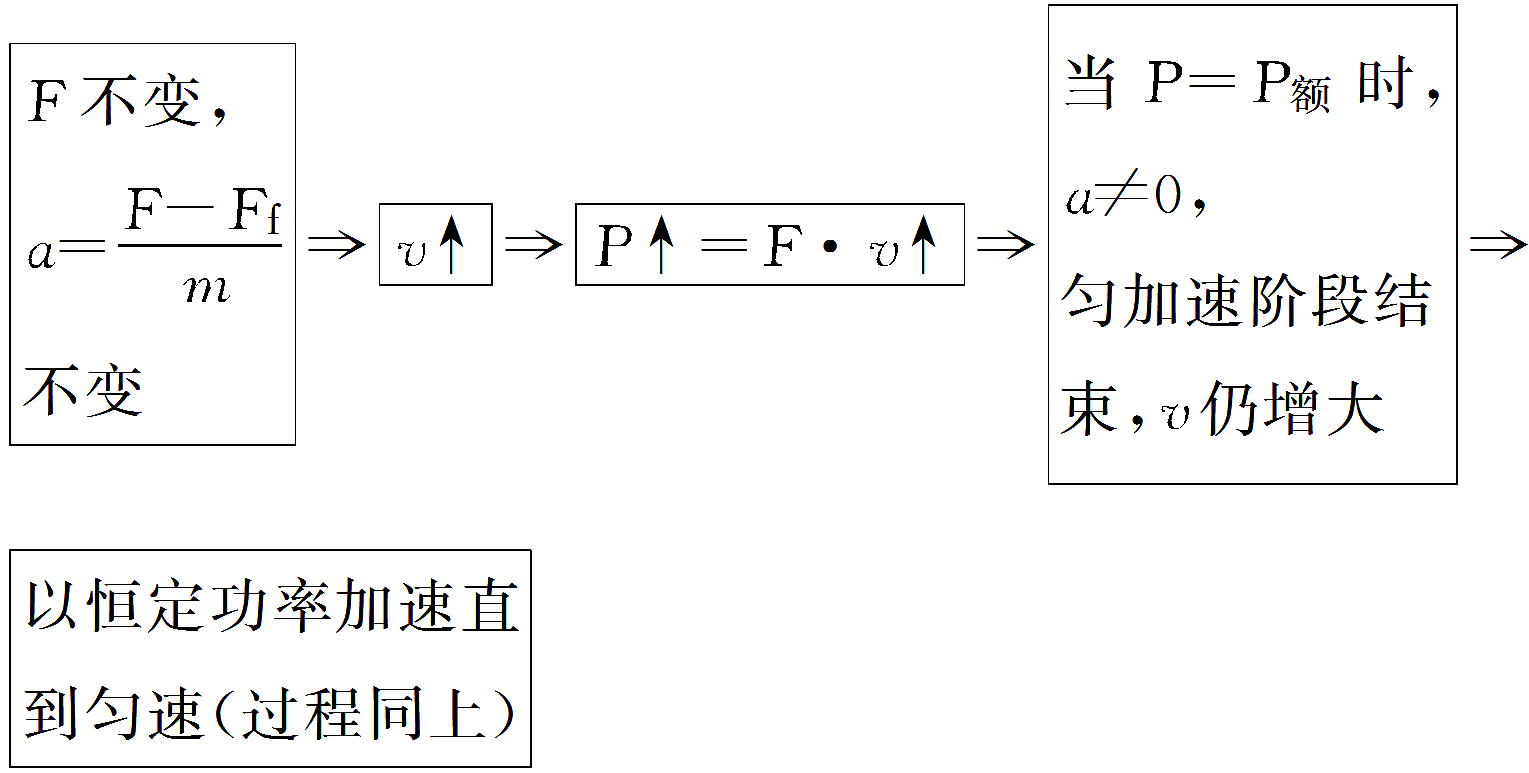 F不变，
a=\frac{F-F_f}{m}
不变
⇒
v↑
⇒
P↑=F·v↑
⇒
当 P=P额 时，
a≠0，
匀加速阶段结
束，v仍增大
⇒
以恒定功率加速直
到匀速（过程同上）